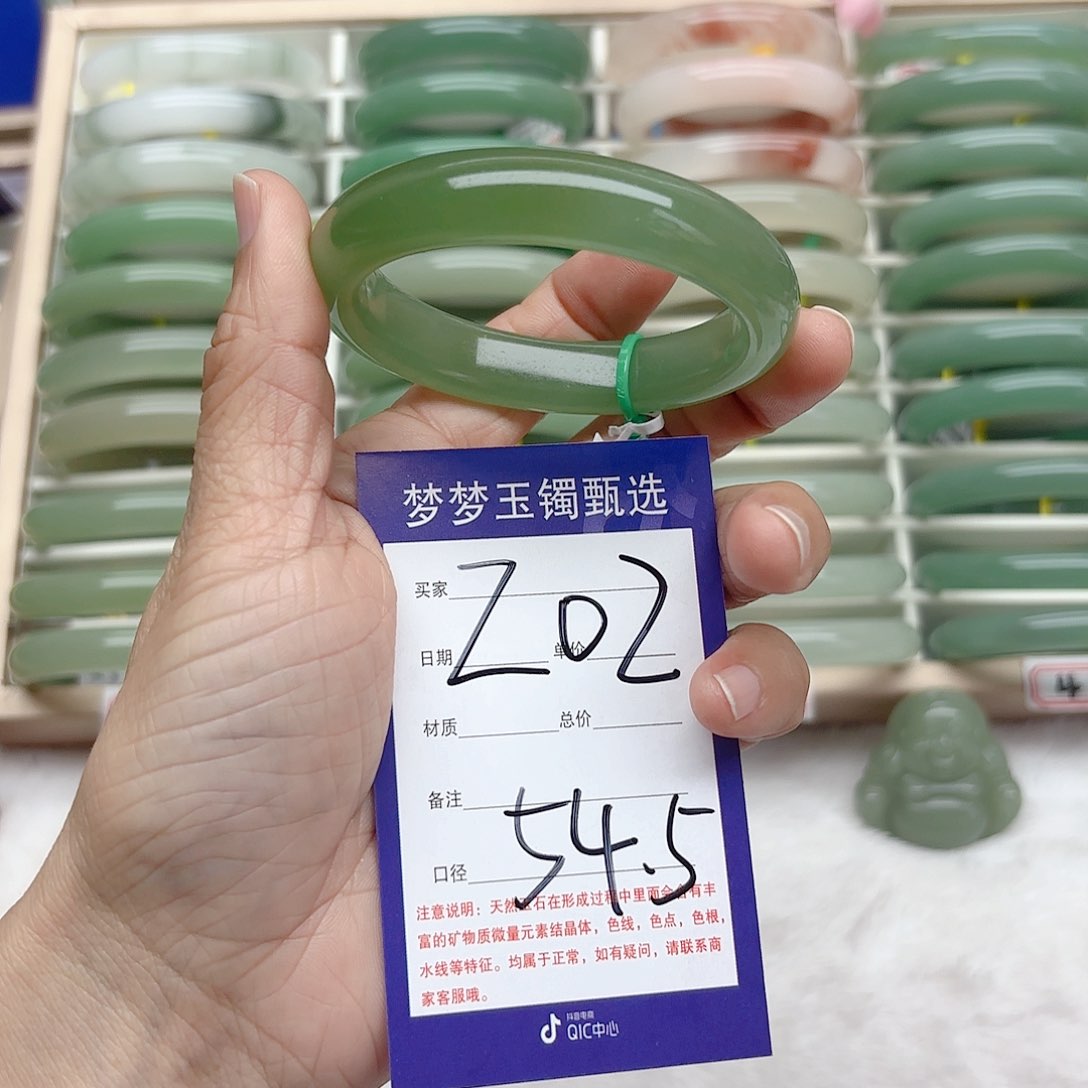 梦梦玉镯甄选
买家
Z02
日期 单价
材质 总价
备注
54.5
口径
注意说明：天然玉石在形成过程中里面会含有丰
富的矿物质微量元素结晶体，色线，色点，色根，
水线等特征。均属于正常，如有疑问，请联系商
家客服哦。
抖音电商
QIC中心
4